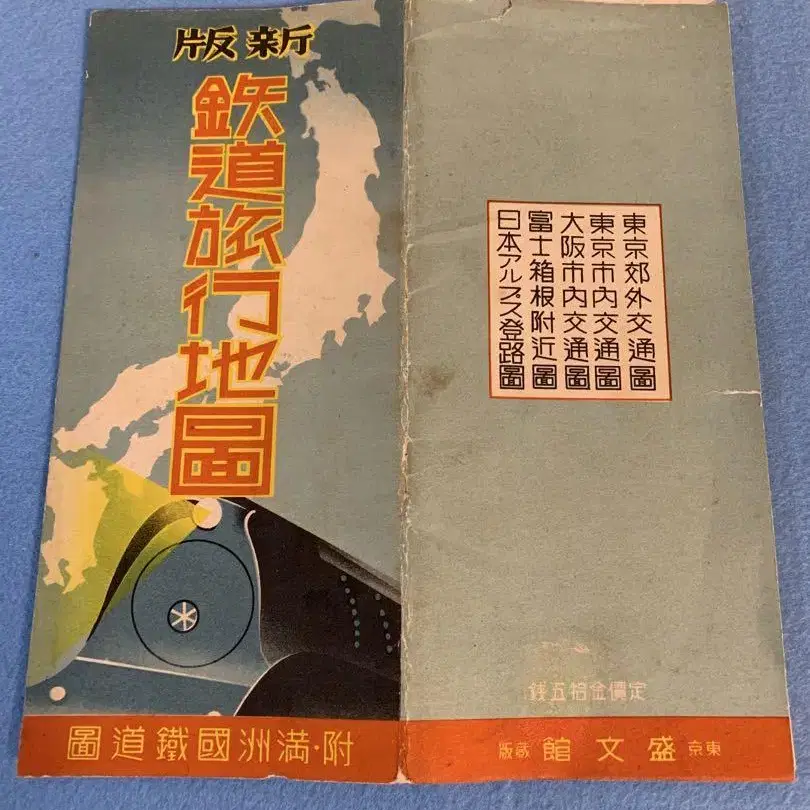 新版
鉃道旅行地圖
附・満洲國鐵道圖
東京郊外交通圖
東京市内交通圖
大阪市内交通圖
富士箱根附近圖
日本アルプス登路圖
定價金拾五銭
東京 盛文館 蔵版